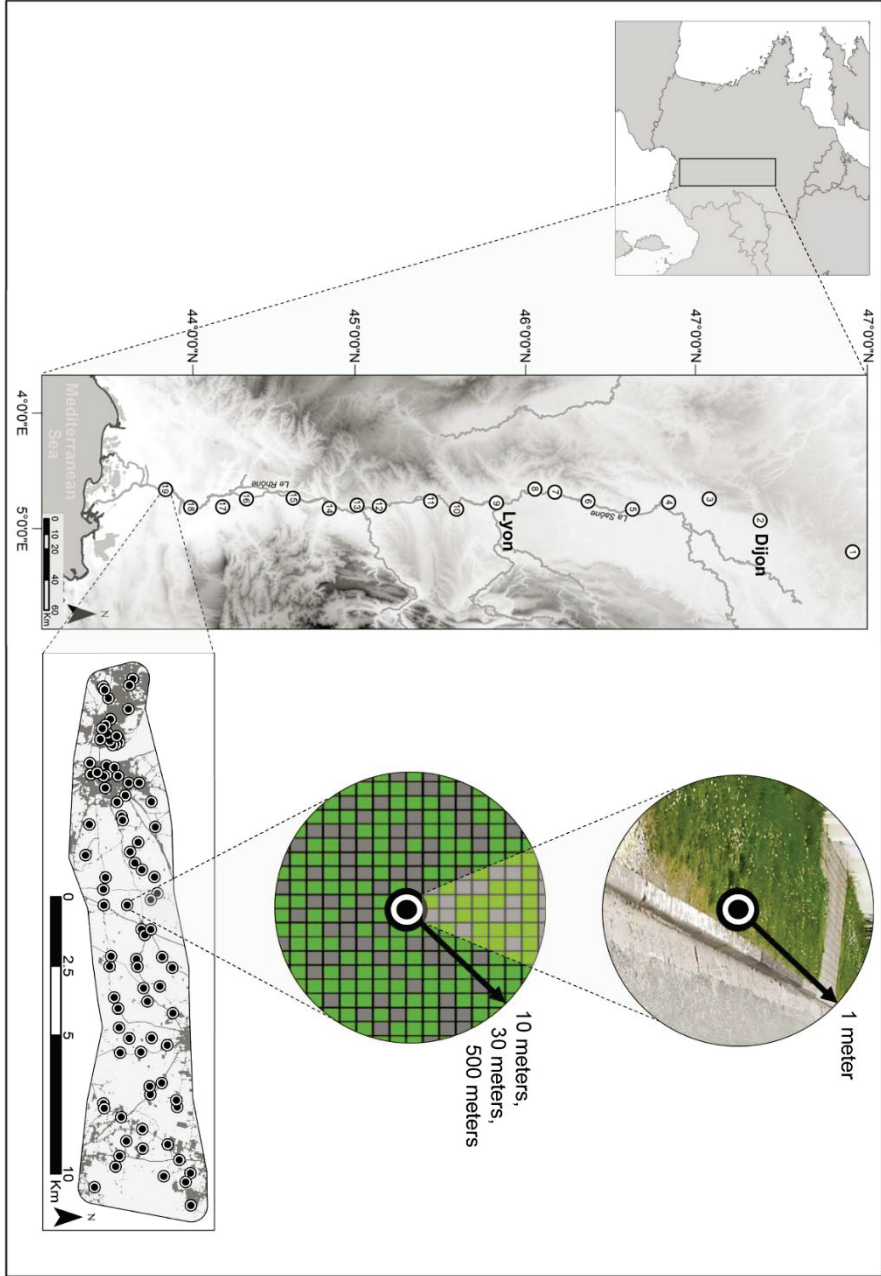 47°0'0"N
47°0'0"N
46°0'0"N
45°0'0"N
44°0'0"N
4°0'0"E
5°0'0"E
1
2
Dijon
3
4
5
La Saône
6
7
8
9
Lyon
10
11
12
13
14
15
Le Rhône
16
17
18
19
Mediterranean
Sea
0 10 20 40 60
Km
N
1 meter
10 meters,
30 meters,
500 meters
0 2.5 5 10
Km
N